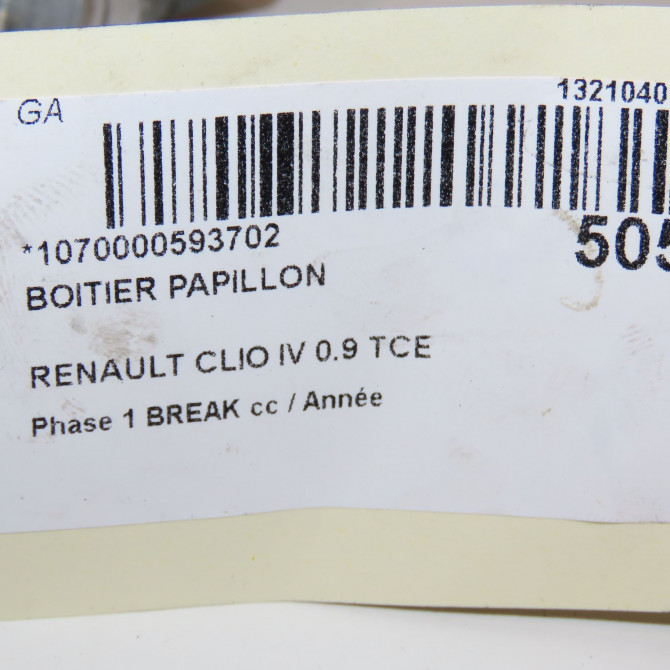 GA
1321040
*1070000593702
505
BOITIER PAPILLON
RENAULT CLIO IV 0.9 TCE
Phase 1 BREAK cc / Année